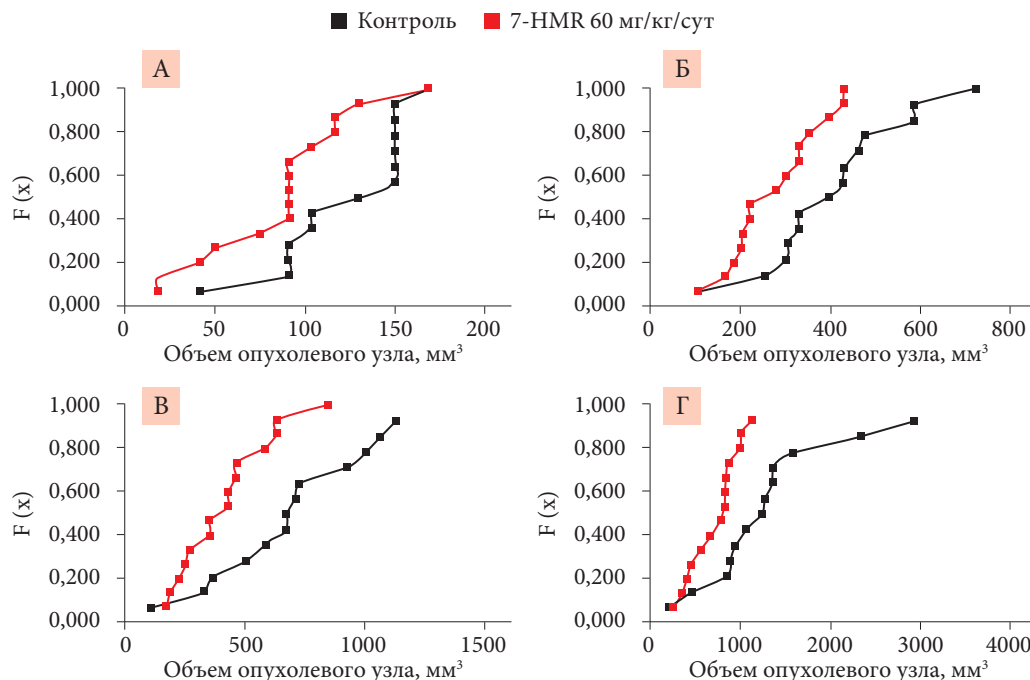 Контроль 7-HMR 60 мг/кг/сут
А
1,000
0,800
0,600
0,400
0,200
0,000
F (x)
0 50 100 150 200
Объем опухолевого узла, мм³
Б
1,000
0,800
0,600
0,400
0,200
0,000
F (x)
0 200 400 600 800
Объем опухолевого узла, мм³
В
1,000
0,800
0,600
0,400
0,200
0,000
F (x)
0 500 1000 1500
Объем опухолевого узла, мм³
Г
1,000
0,800
0,600
0,400
0,200
0,000
F (x)
0 1000 2000 3000 4000
Объем опухолевого узла, мм³